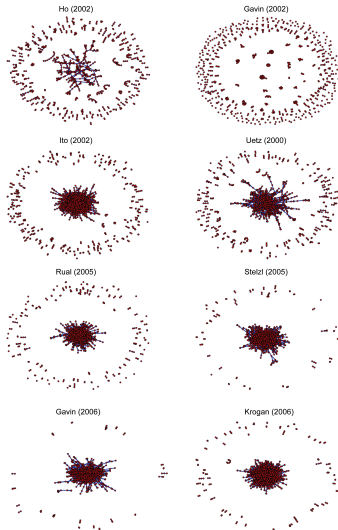 Ho (2002)
Gavin (2002)
Ito (2002)
Uetz (2000)
Rual (2005)
Stelzl (2005)
Gavin (2006)
Krogan (2006)